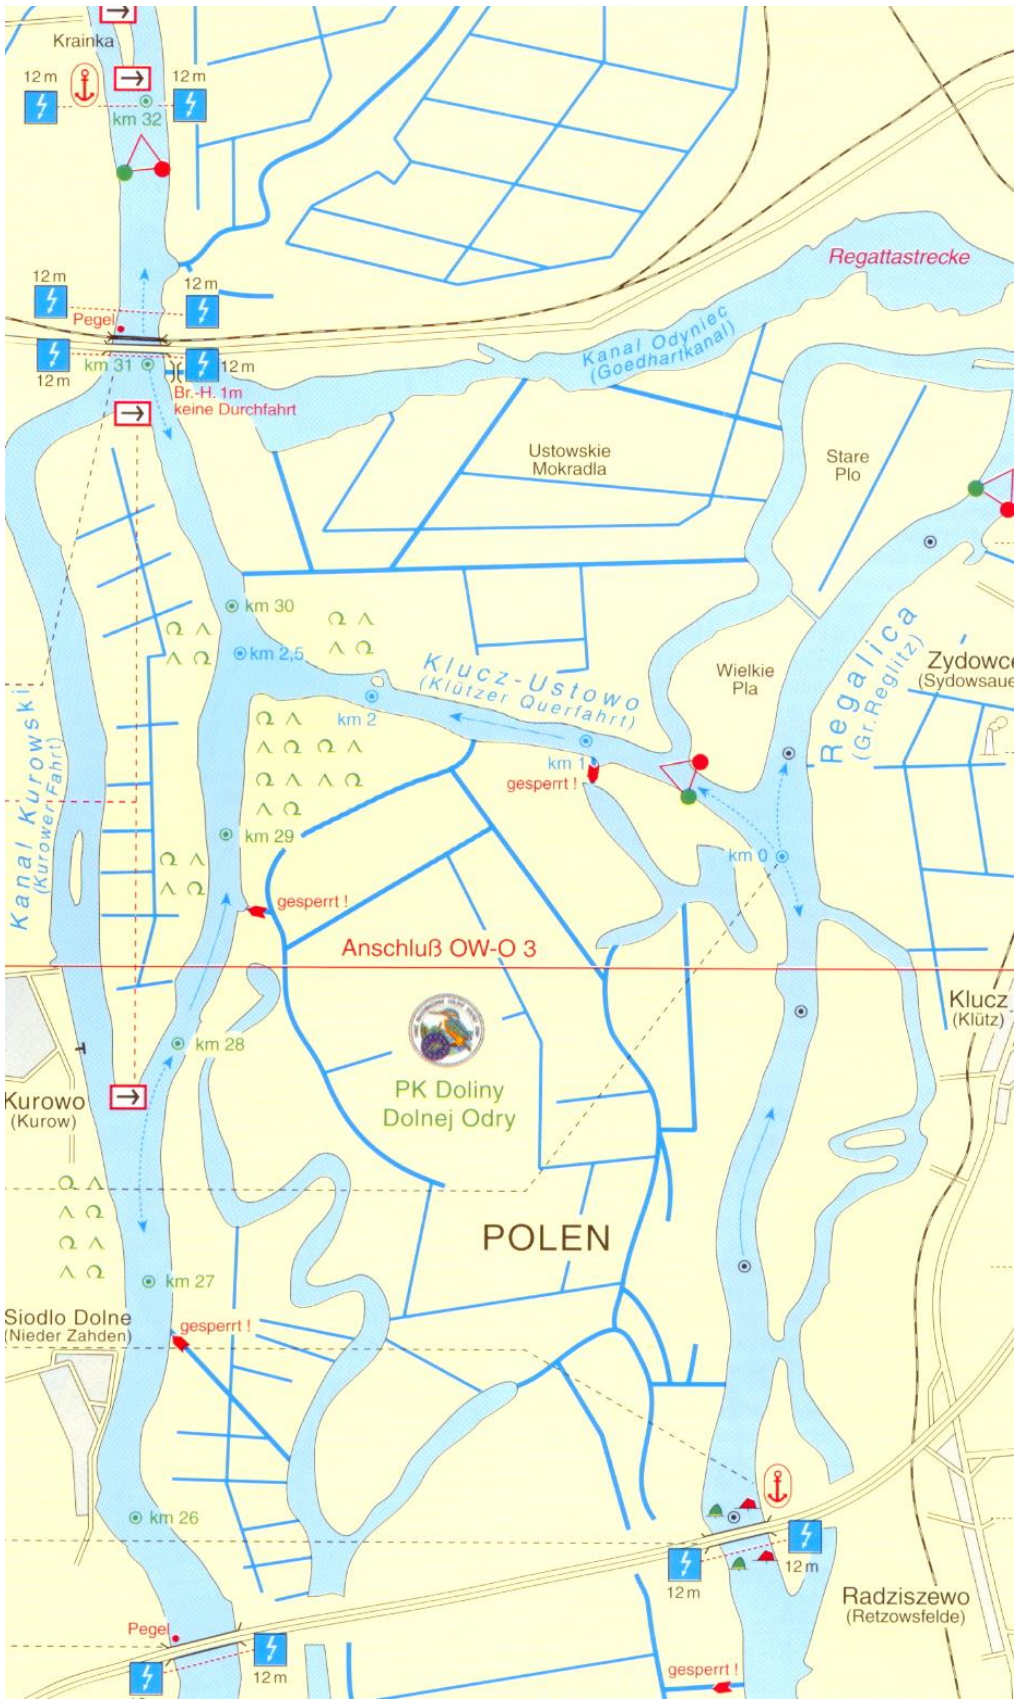 Krainka
12 m
12 m
km 32
Regattastrecke
12 m
12 m
Pegel
Kanal Odyniec
(Goedhartkanal)
km 31
12 m
12 m
Br.-H. 1m
keine Durchfahrt
Ustowskie
Mokradla
Stare
Plo
km 30
km 2,5
Klucz-Ustowo
(Klützer Querfahrt)
Wielkie
Pla
Regalica
(Gr. Reglitz)
Zydowce
(Sydowsaue
km 2
km 1
gesperrt !
Kanal Kurowski
(Kurower Fahrt)
km 29
km 0
gesperrt !
Anschluß OW-O 3
Klucz
(Klütz)
km 28
PK Doliny
Dolnej Odry
Kurowo
(Kurow)
POLEN
km 27
Siodlo Dolne
(Nieder Zahden)
gesperrt !
km 26
12 m
12 m
Radziszewo
(Retzowsfelde)
Pegel
12 m
gesperrt !